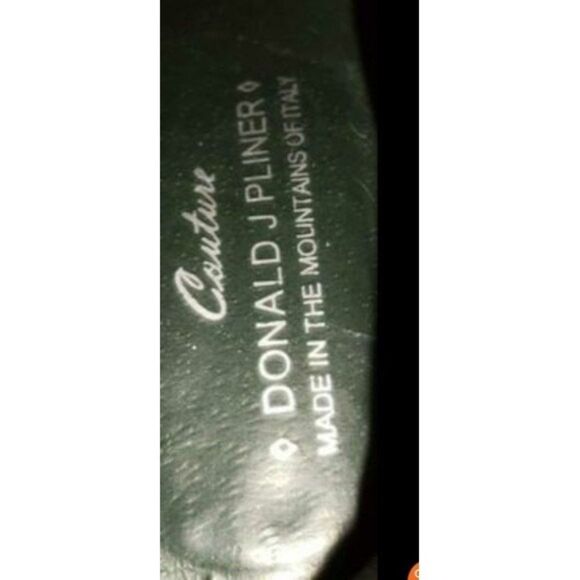 Couture
◊ DONALD J PLINER ◊
MADE IN THE MOUNTAINS OF ITALY